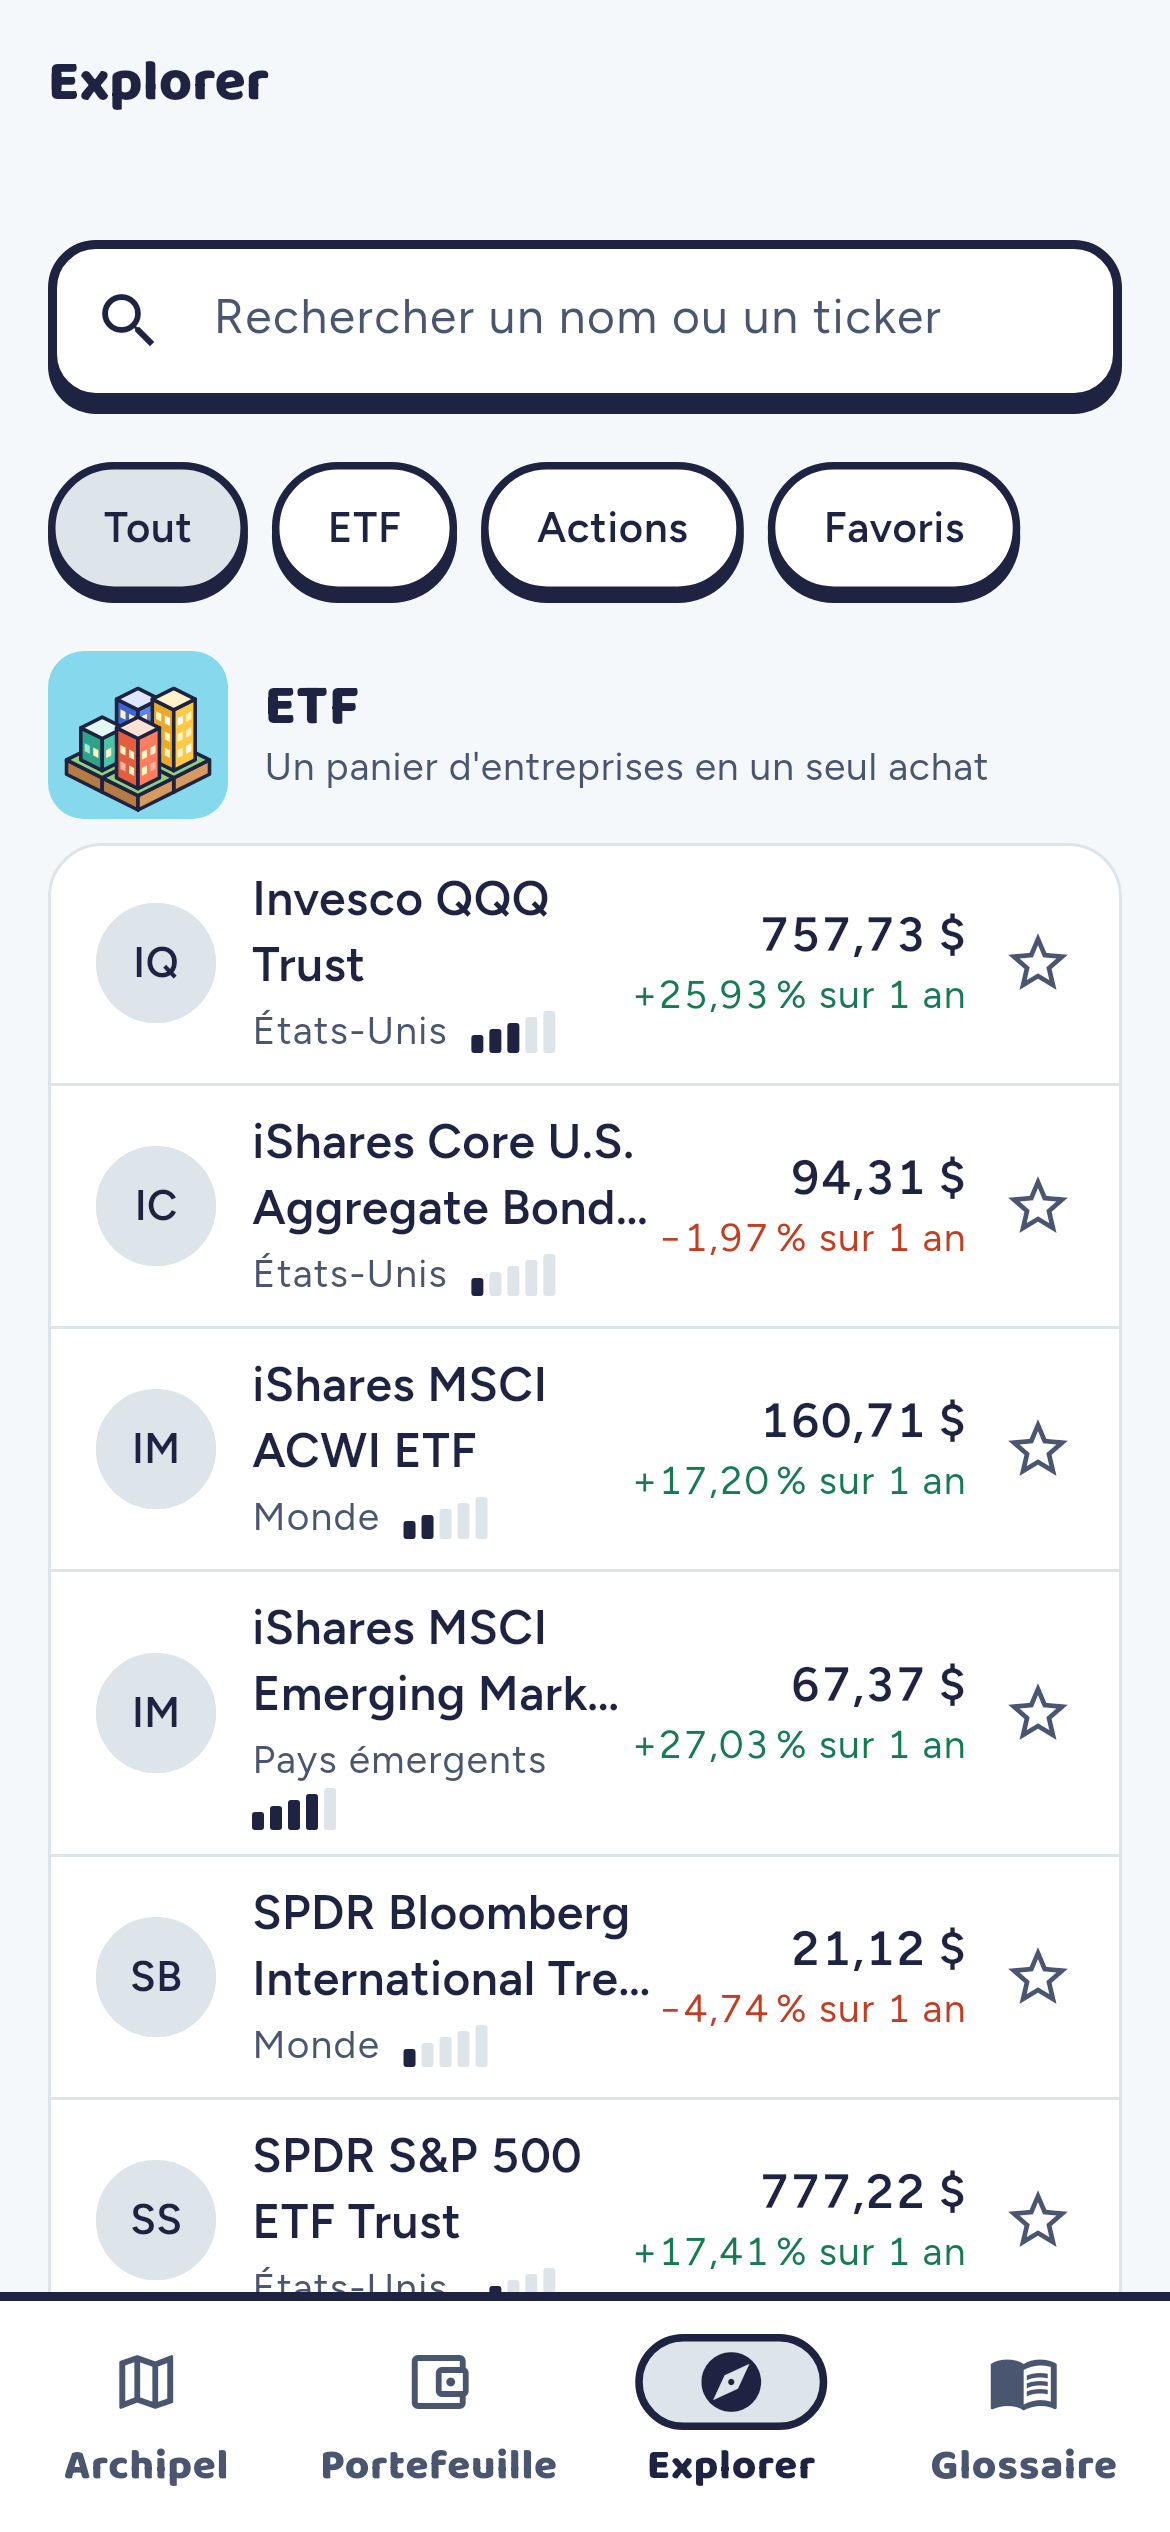 Explorer
Rechercher un nom ou un ticker
Tout
ETF
Actions
Favoris
ETF
Un panier d'entreprises en un seul achat
IQ
Invesco QQQ
Trust
États-Unis
757,73 $
+25,93 % sur 1 an
IC
iShares Core U.S.
Aggregate Bond...
États-Unis
94,31 $
−1,97 % sur 1 an
IM
iShares MSCI
ACWI ETF
Monde
160,71 $
+17,20 % sur 1 an
IM
iShares MSCI
Emerging Mark...
Pays émergents
67,37 $
+27,03 % sur 1 an
SB
SPDR Bloomberg
International Tre...
Monde
21,12 $
−4,74 % sur 1 an
SS
SPDR S&P 500
ETF Trust
États-Unis
777,22 $
+17,41 % sur 1 an
Archipel
Portefeuille
Explorer
Glossaire